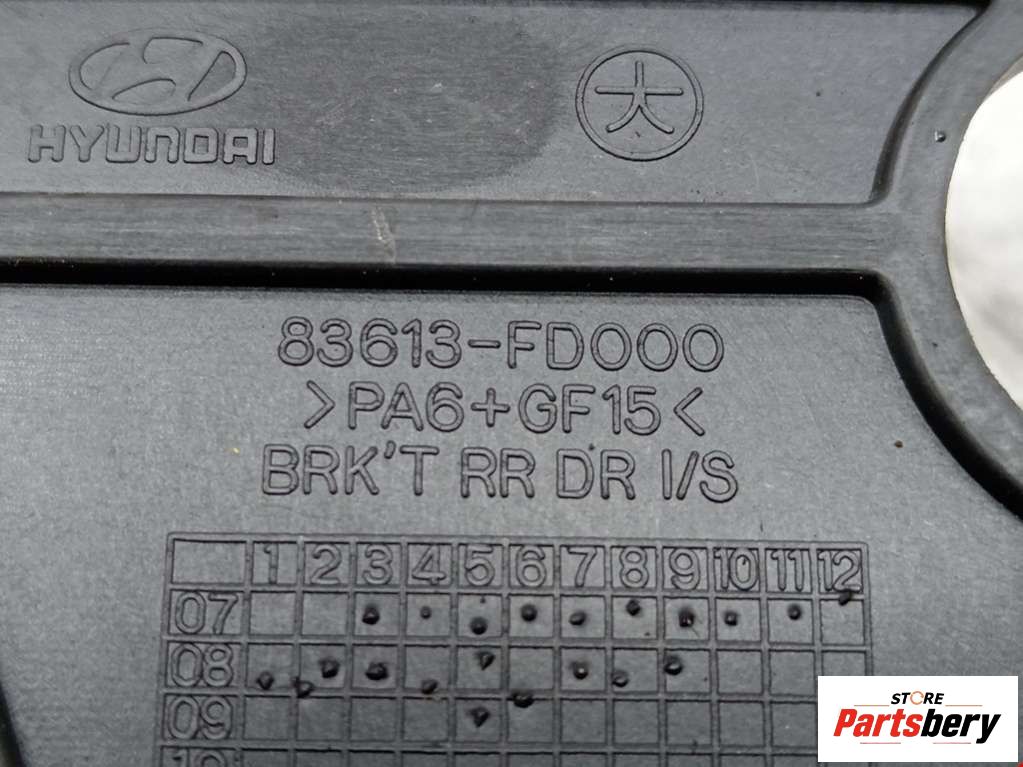 HYUNDAI
大
83613-FD000
>PA6+GF15<
BRK'T RR DR I/S
1 2 3 4 5 6 7 8 9 10 11 12
07
08
09
10
STORE
Partsbery